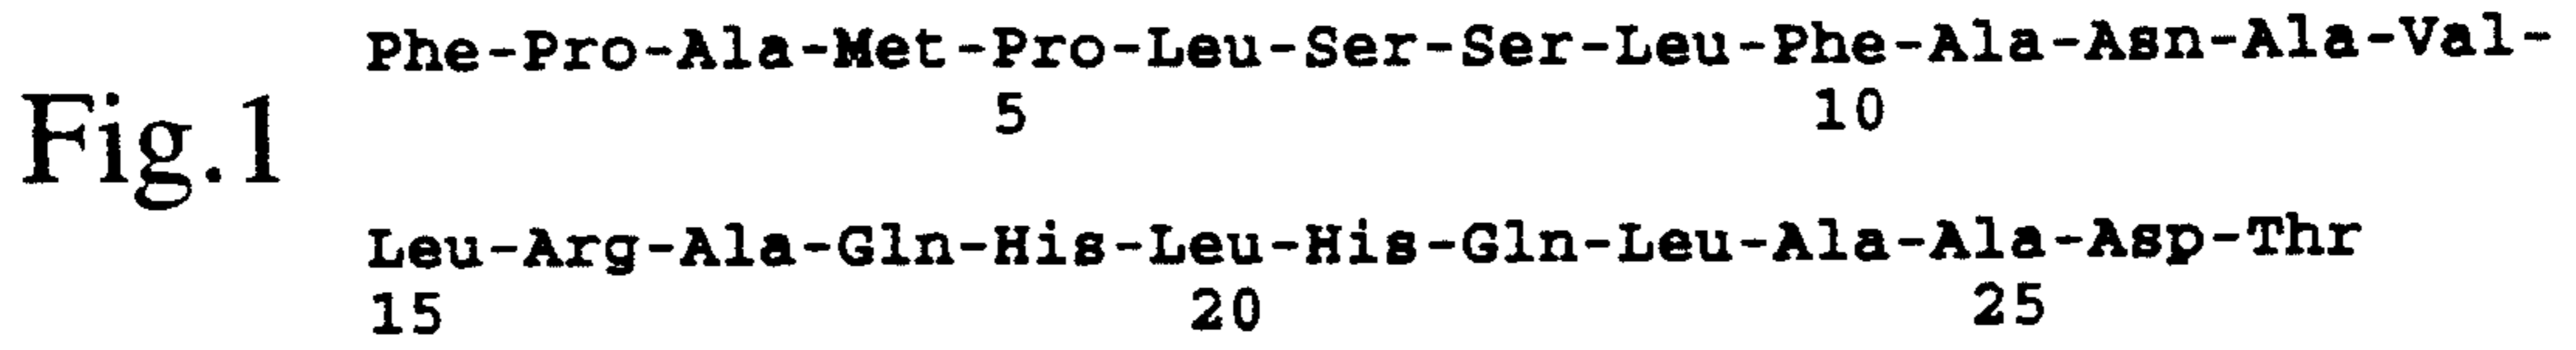 Phe-Pro-Ala-Met-Pro-Leu-Ser-Ser-Leu-Phe-Ala-Asn-Ala-Val-
5 10
Fig.1
Leu-Arg-Ala-Gln-His-Leu-His-Gln-Leu-Ala-Ala-Asp-Thr
15 20 25